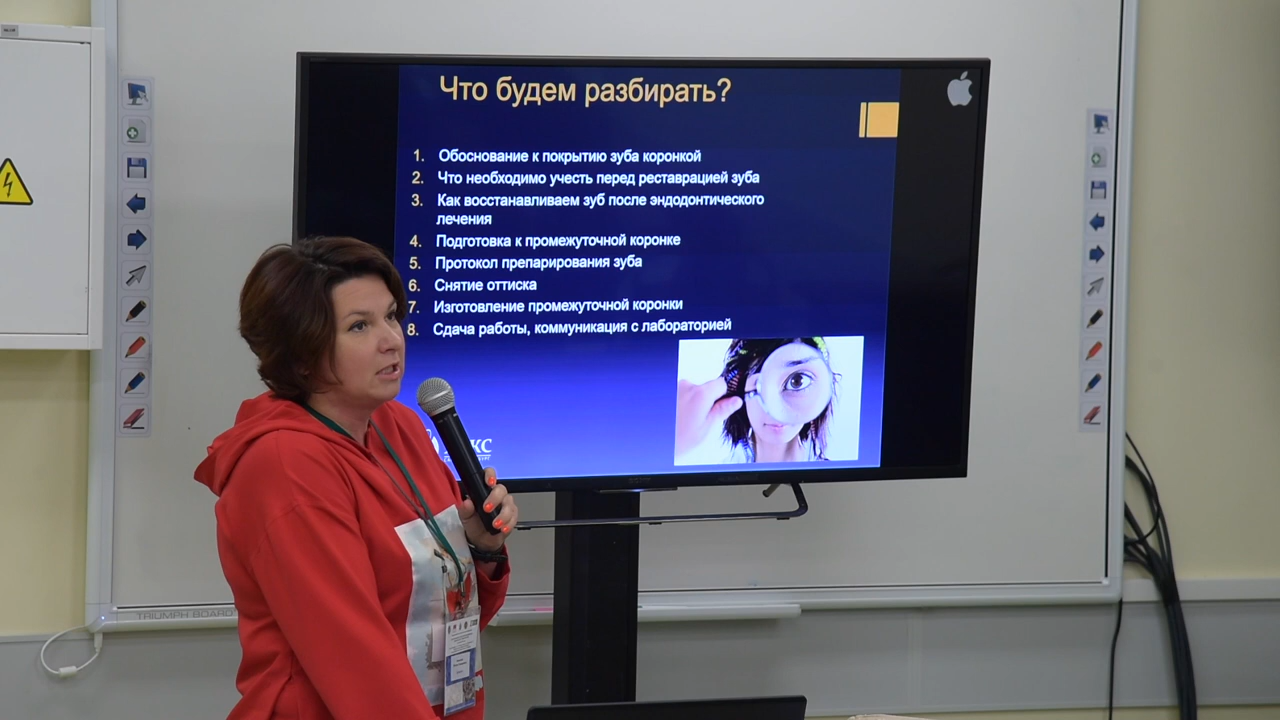 Что будем разбирать?
1. Обоснование к покрытию зуба коронкой
2. Что необходимо учесть перед реставрацией зуба
3. Как восстанавливаем зуб после эндодонтического
лечения
4. Подготовка к промежуточной коронке
5. Протокол препарирования зуба
6. Снятие оттиска
7. Изготовление промежуточной коронки
8. Сдача работы, коммуникация с лабораторией
TRIUMPH BOARD